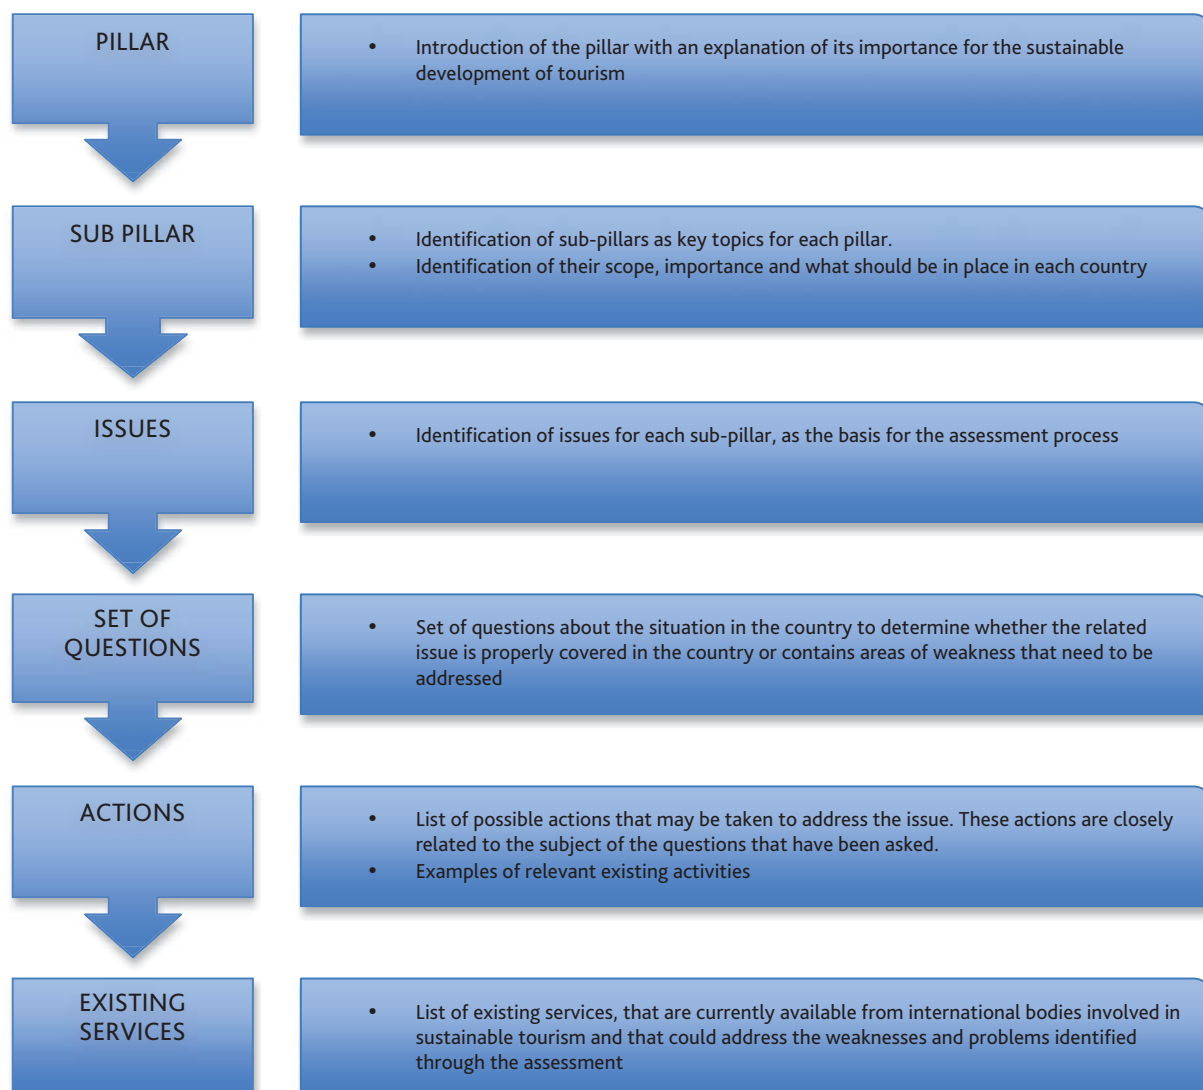 PILLAR
• Introduction of the pillar with an explanation of its importance for the sustainable
development of tourism
SUB PILLAR
• Identification of sub-pillars as key topics for each pillar.
• Identification of their scope, importance and what should be in place in each country
ISSUES
• Identification of issues for each sub-pillar, as the basis for the assessment process
SET OF
QUESTIONS
• Set of questions about the situation in the country to determine whether the related
issue is properly covered in the country or contains areas of weakness that need to be
addressed
ACTIONS
• List of possible actions that may be taken to address the issue. These actions are closely
related to the subject of the questions that have been asked.
• Examples of relevant existing activities
EXISTING
SERVICES
• List of existing services, that are currently available from international bodies involved in
sustainable tourism and that could address the weaknesses and problems identified
through the assessment